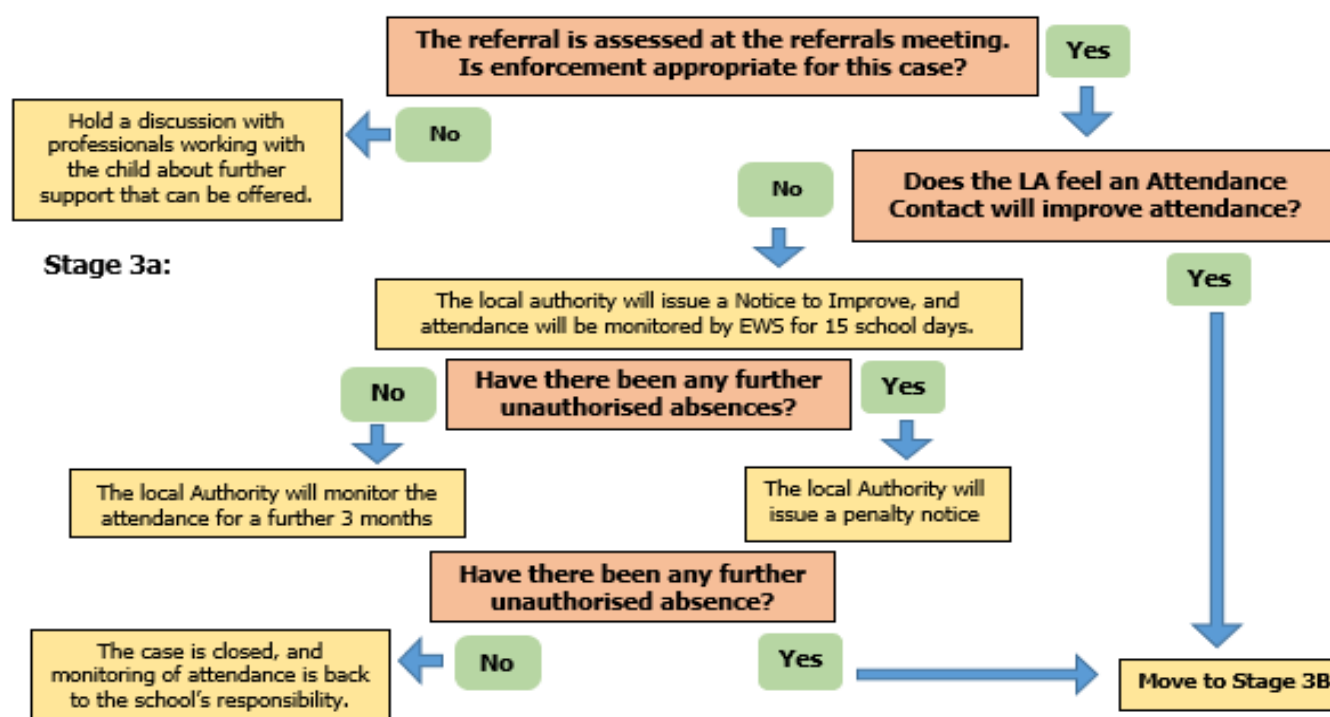 The referral is assessed at the referrals meeting.
Is enforcement appropriate for this case?
Yes
Hold a discussion with
professionals working with
the child about further
support that can be offered.
No
No
Does the LA feel an Attendance
Contact will improve attendance?
Stage 3a:
Yes
The local authority will issue a Notice to Improve, and
attendance will be monitored by EWS for 15 school days.
No
Have there been any further
unauthorised absences?
Yes
The local Authority will monitor the
attendance for a further 3 months
The local Authority will
issue a penalty notice
Have there been any further
unauthorised absence?
The case is closed, and
monitoring of attendance is back
to the school's responsibility.
No
Yes
Move to Stage 3B